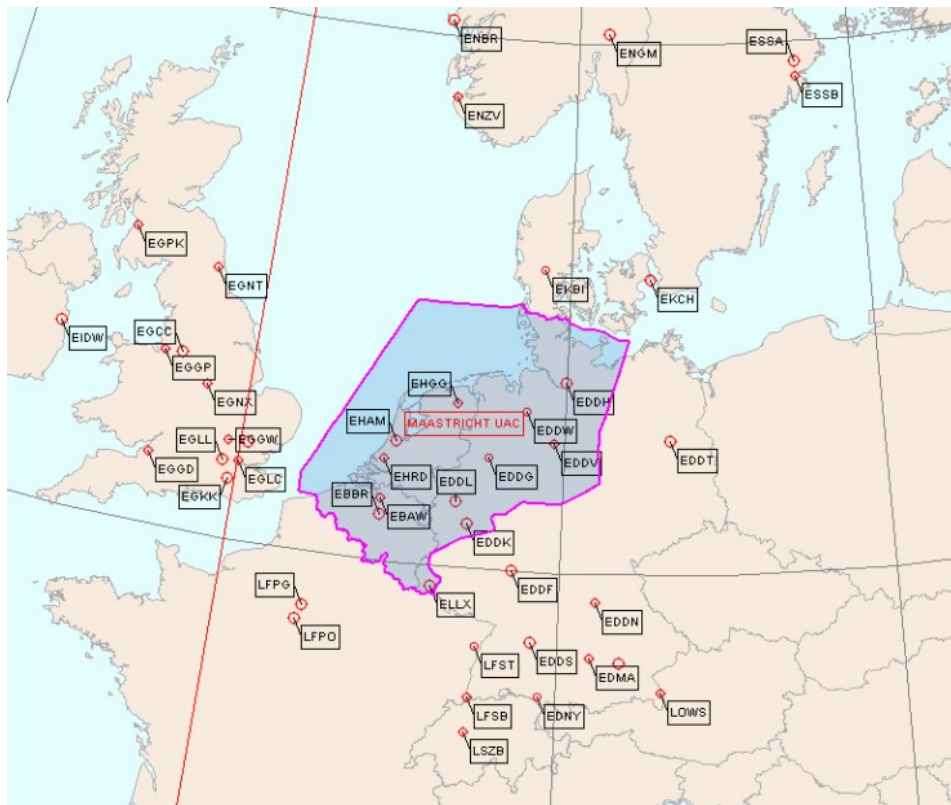 ENBR
ENGM
ESSA
ESSB
ENZV
EGPK
EGNT
EKBI
EKCH
EIDW
EGCC
EGGP
EGNX
EHGG
EDDH
EHAM
MAASTRICHT UAC
EDDW
EGLL
EGGW
EGGD
EGLC
EGKK
EHRD
EDDL
EDDG
EDDV
EDDT
EBBR
EBAW
EDDK
LFPG
ELLX
EDDF
EDDN
LFPO
LFST
EDDS
EDMA
LFSB
EDNY
LOWS
LSZB